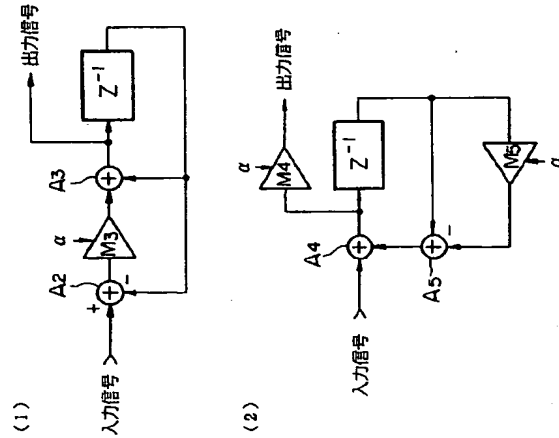 (1)
入力信号
A2
+
-
α
M3
A3
Z⁻¹
出力信号
(2)
入力信号
A4
A5
-
α
M4
Z⁻¹
出力信号
M5
α